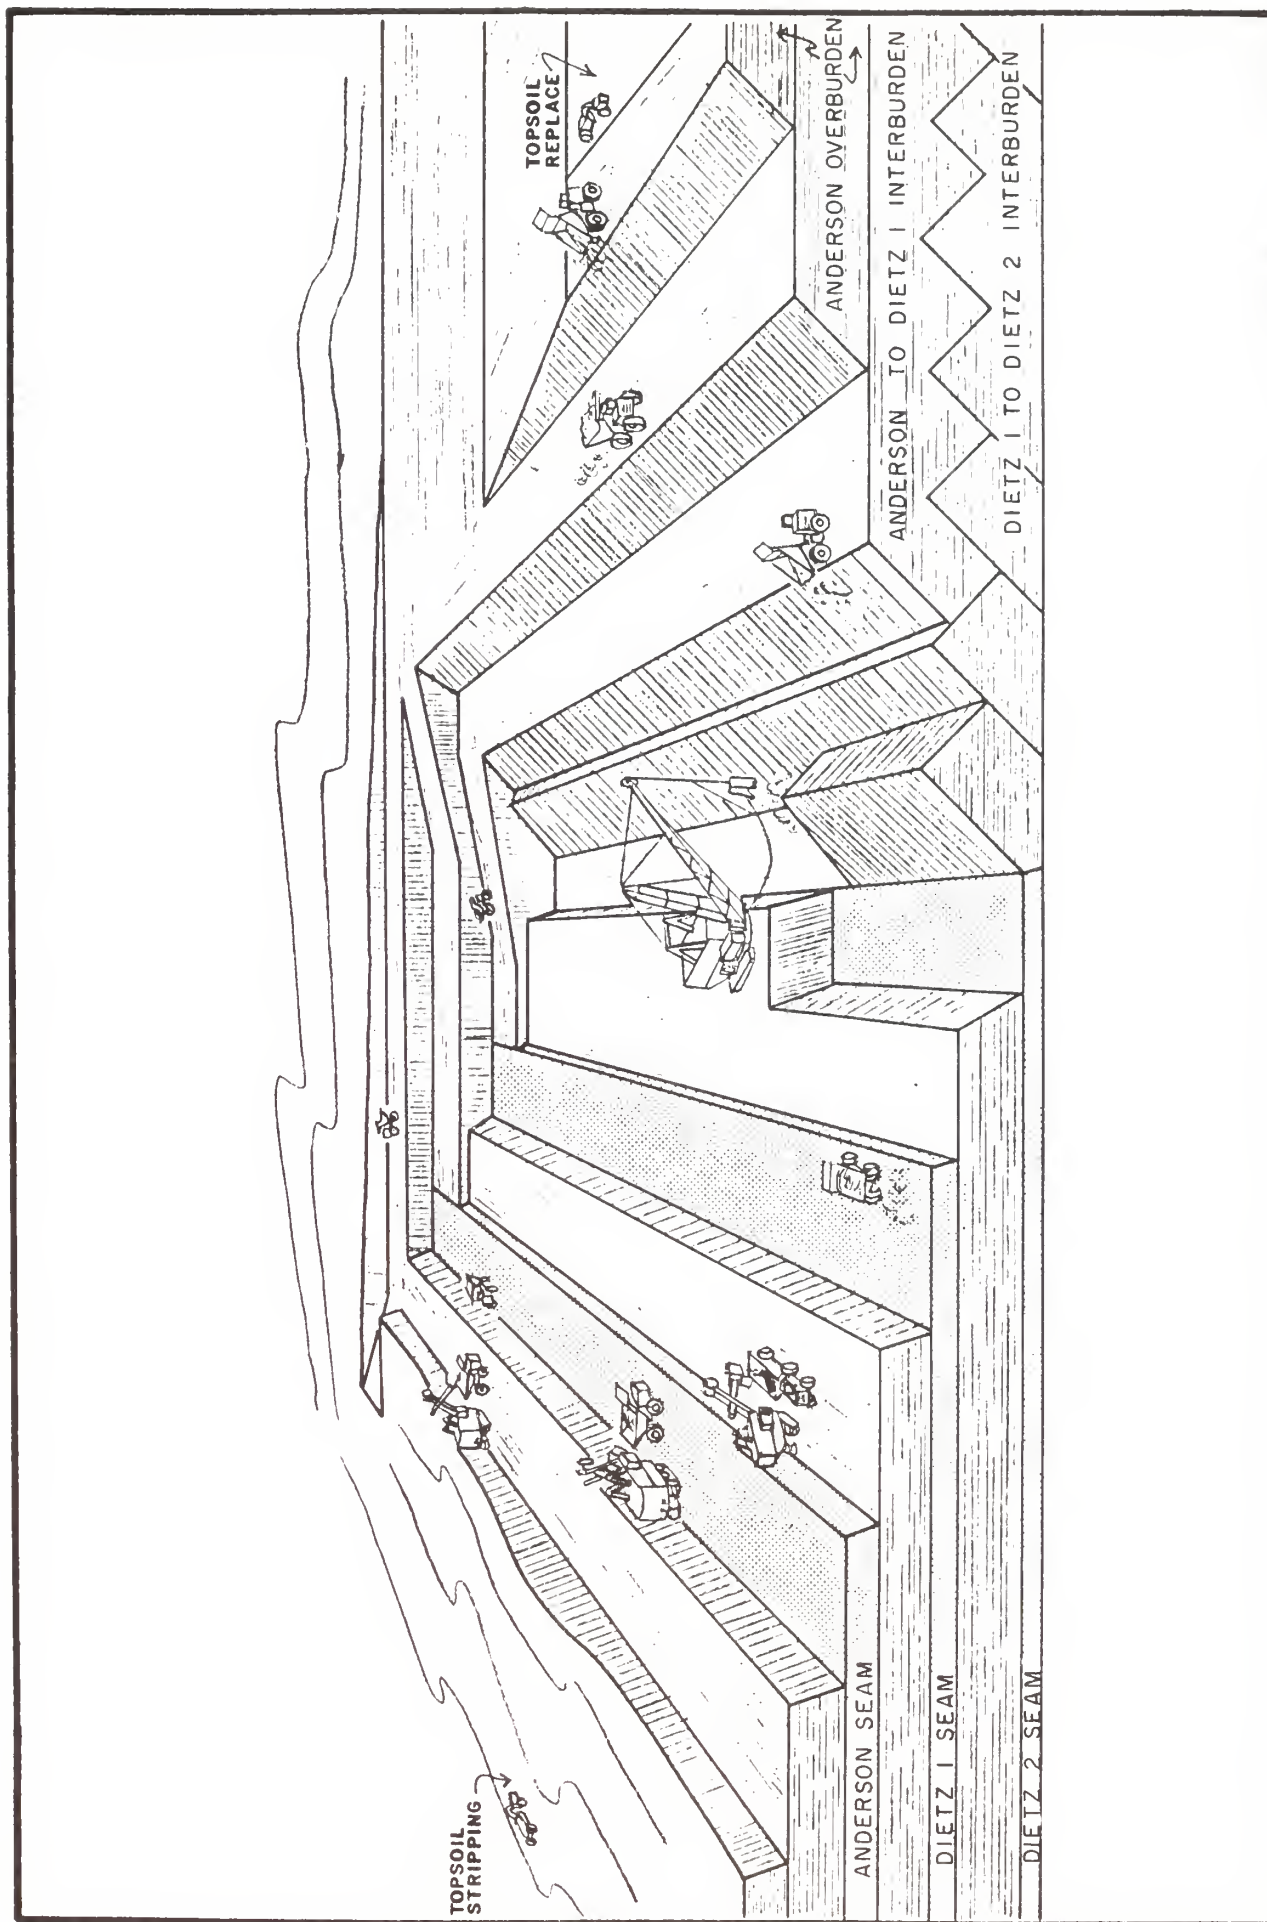 TOPSOIL
STRIPPING
TOPSOIL
REPLACE
ANDERSON SEAM
DIETZ 1 SEAM
DIETZ 2 SEAM
ANDERSON OVERBURDEN
ANDERSON TO DIETZ 1 INTERBURDEN
DIETZ 1 TO DIETZ 2 INTERBURDEN